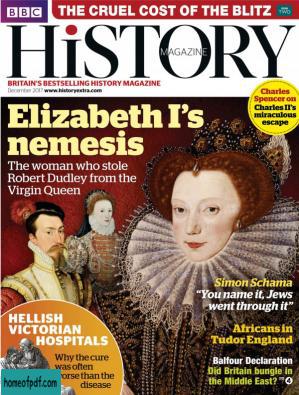 BBC
THE CRUEL COST OF THE BLITZ
TWO
HiSTORY
MAGAZINE
BRITAIN'S BESTSELLING HISTORY MAGAZINE
December 2017 www.historyextra.com
Charles
Spencer on
Charles II's
miraculous
escape
Elizabeth I's
nemesis
The woman who stole
Robert Dudley from the
Virgin Queen
Simon Schama
"You name it, Jews
went through it"
Africans in
Tudor England
HELLISH
VICTORIAN
HOSPITALS
Why the cure
was often
worse than the
disease
Balfour Declaration
Did Britain bungle in
the Middle East?
4
homeofpdf.com